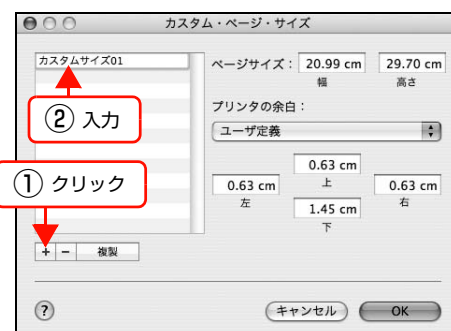 カスタム・ページ・サイズ
カスタムサイズ01
② 入力
① クリック
+ − 複製
ページサイズ： 20.99 cm 29.70 cm
幅 高さ
プリンタの余白：
ユーザ定義
0.63 cm
上
0.63 cm 0.63 cm
左 右
1.45 cm
下
? キャンセル OK